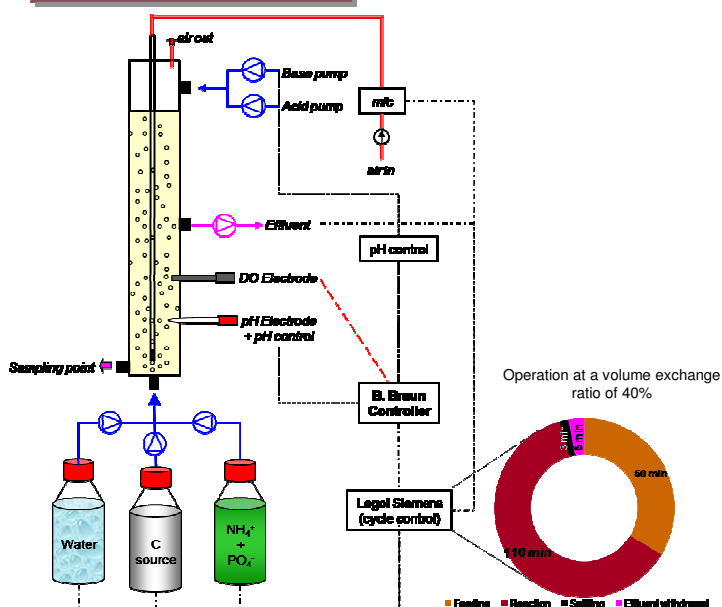 air out
Base pump
Acid pump
mfc
air in
Effluent
pH control
DO Electrode
pH Electrode
+ pH control
Sampling point
B. Braun
Controller
Operation at a volume exchange
ratio of 40%
Water
C
source
NH₄⁺
+
PO₄⁻
Logo! Siemens
(cycle control)
5 min
110 min
Feeding
Reaction
Settling
Effluent withdrawal